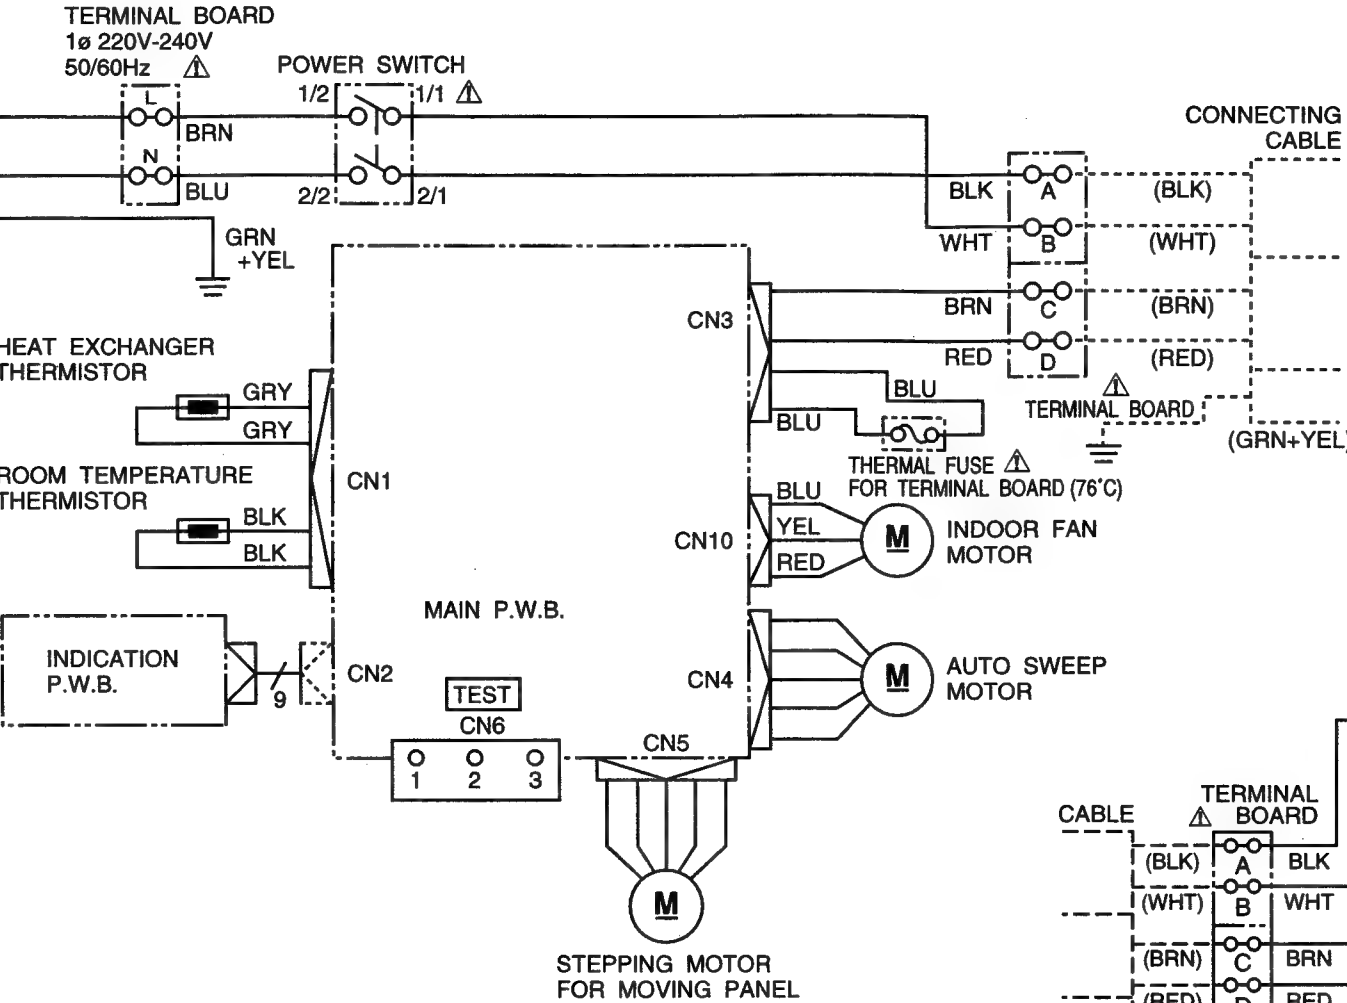 TERMINAL BOARD
1ø 220V-240V
50/60Hz
POWER SWITCH
L
1/2
1/1
BRN
N
BLU
2/2
2/1
GRN
+YEL
CONNECTING
CABLE
BLK
A
(BLK)
WHT
B
(WHT)
BRN
C
(BRN)
RED
D
(RED)
TERMINAL BOARD
(GRN+YEL)
CN3
BLU
BLU
THERMAL FUSE
FOR TERMINAL BOARD (76°C)
HEAT EXCHANGER
THERMISTOR
GRY
GRY
ROOM TEMPERATURE
THERMISTOR
BLK
BLK
CN1
CN10
BLU
YEL
RED
M
INDOOR FAN
MOTOR
MAIN P.W.B.
INDICATION
P.W.B.
9
CN2
TEST
CN6
1 2 3
CN4
M
AUTO SWEEP
MOTOR
CN5
M
STEPPING MOTOR
FOR MOVING PANEL
CABLE
TERMINAL
BOARD
(BLK)
A
BLK
(WHT)
B
WHT
(BRN)
C
BRN
(RED)
D
RED